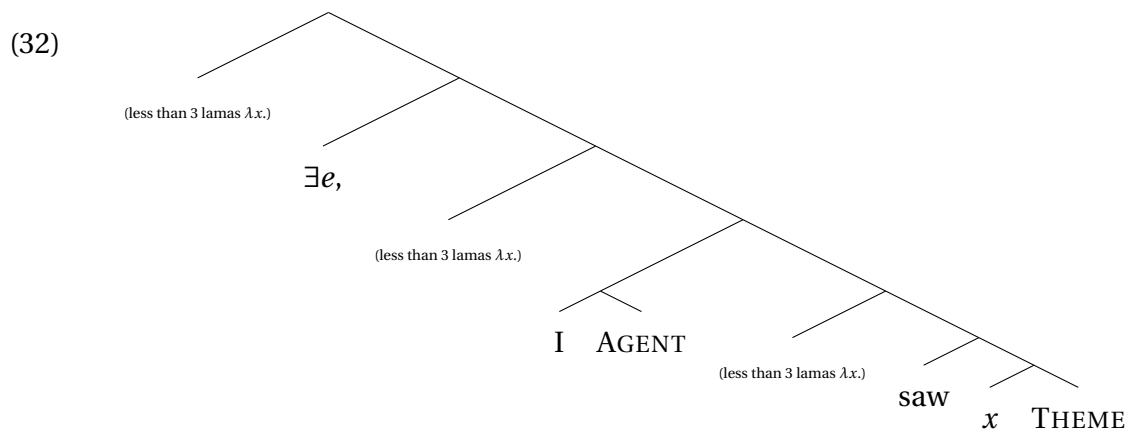 (32)
(less than 3 lamas λx.)
∃e,
(less than 3 lamas λx.)
I AGENT
(less than 3 lamas λx.)
saw
x THEME